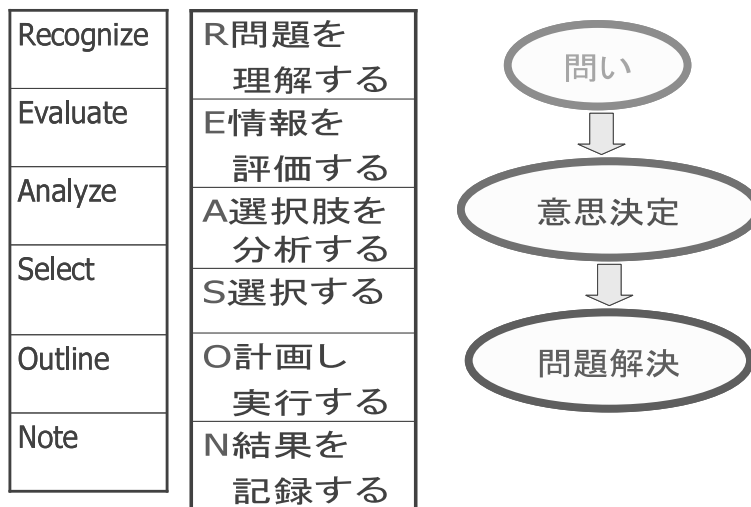 Recognize
Evaluate
Analyze
Select
Outline
Note
R問題を
理解する
E情報を
評価する
A選択肢を
分析する
S選択する
O計画し
実行する
N結果を
記録する
問い
意思決定
問題解決